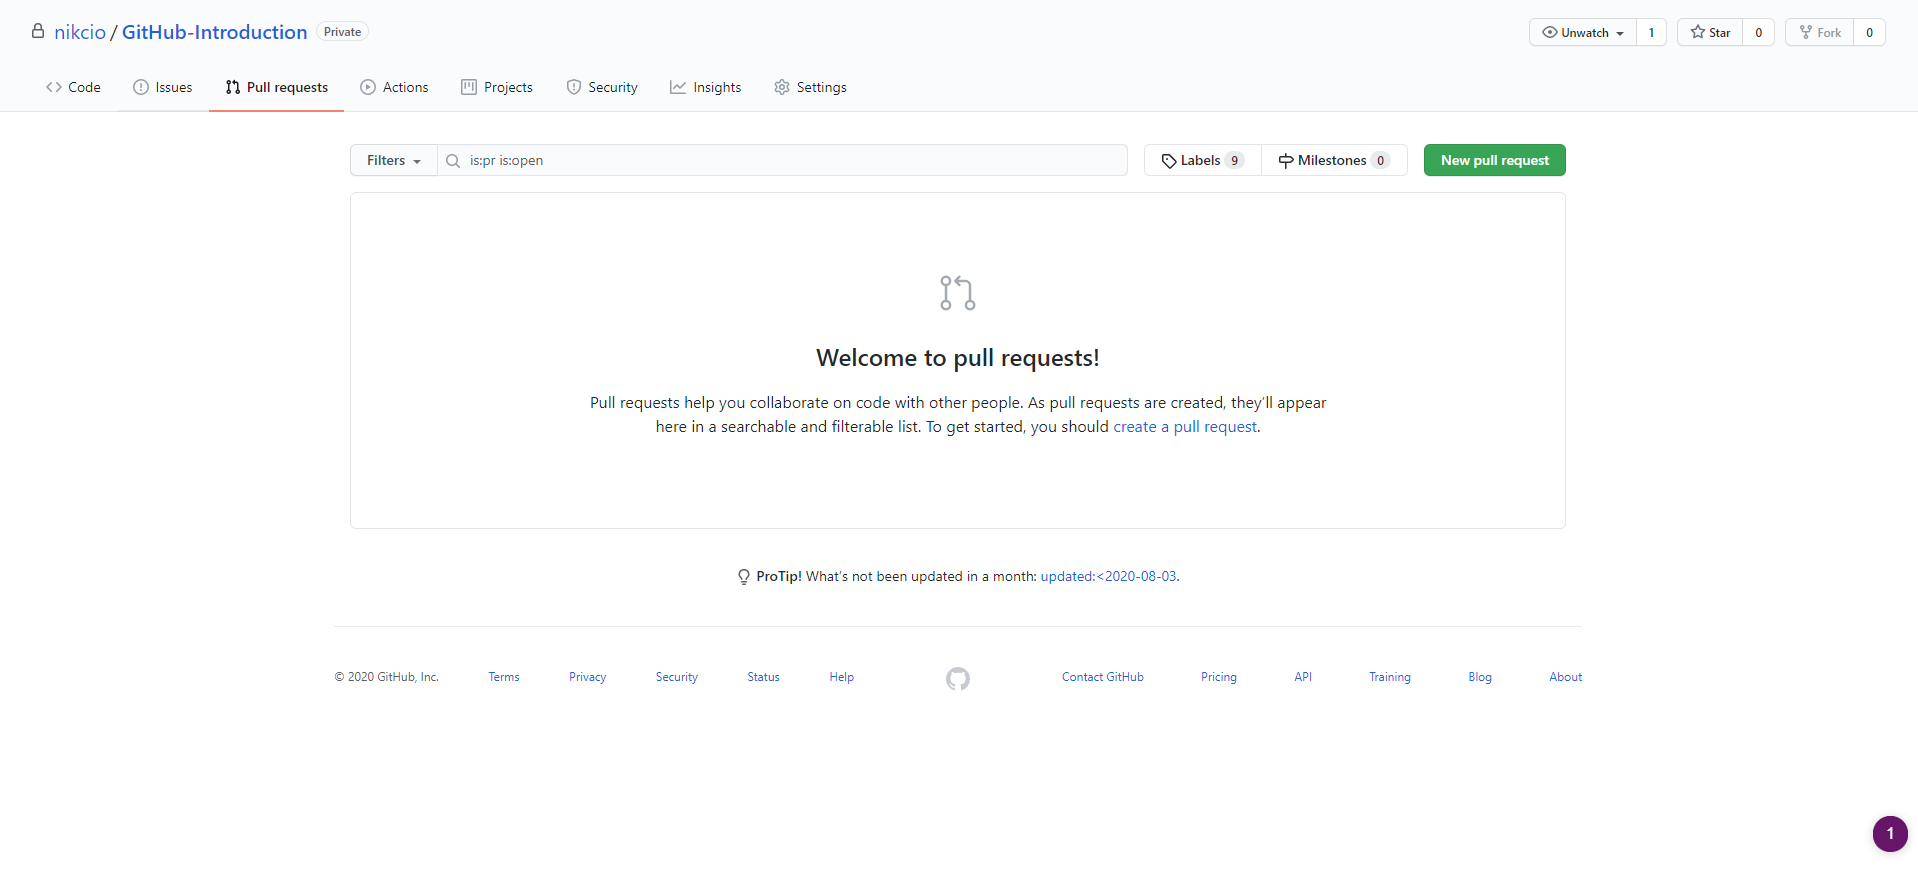 nikcio / GitHub-Introduction Private
Unwatch 1 Star 0 Fork 0
Code Issues Pull requests Actions Projects Security Insights Settings
Filters is:pr is:open Labels 9 Milestones 0 New pull request
Welcome to pull requests!
Pull requests help you collaborate on code with other people. As pull requests are created, they’ll appear
here in a searchable and filterable list. To get started, you should create a pull request.
ProTip! What’s not been updated in a month: updated:<2020-08-03.
© 2020 GitHub, Inc. Terms Privacy Security Status Help Contact GitHub Pricing API Training Blog About
1